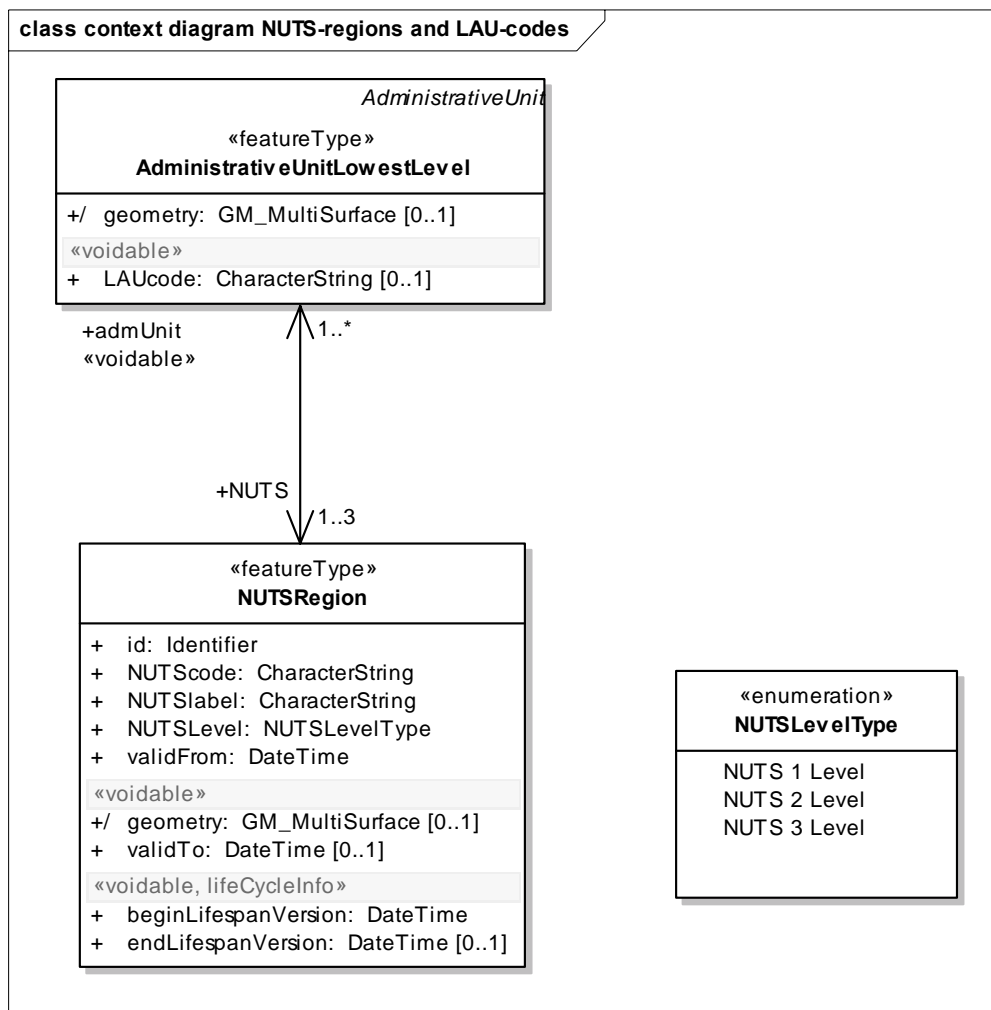 class context diagram NUTS-regions and LAU-codes
AdministrativeUnit
«featureType»
AdministrativeUnitLowestLevel
+/ geometry: GM_MultiSurface [0..1]
«voidable»
+ LAUcode: CharacterString [0..1]
+admUnit 1..*
«voidable»
+NUTS
1..3
«featureType»
NUTSRegion
+ id: Identifier
+ NUTScode: CharacterString
+ NUTSlabel: CharacterString
+ NUTSLevel: NUTSLevelType
+ validFrom: DateTime
«voidable»
+/ geometry: GM_MultiSurface [0..1]
+ validTo: DateTime [0..1]
«voidable, lifeCycleInfo»
+ beginLifespanVersion: DateTime
+ endLifespanVersion: DateTime [0..1]
«enumeration»
NUTSLevelType
NUTS 1 Level
NUTS 2 Level
NUTS 3 Level